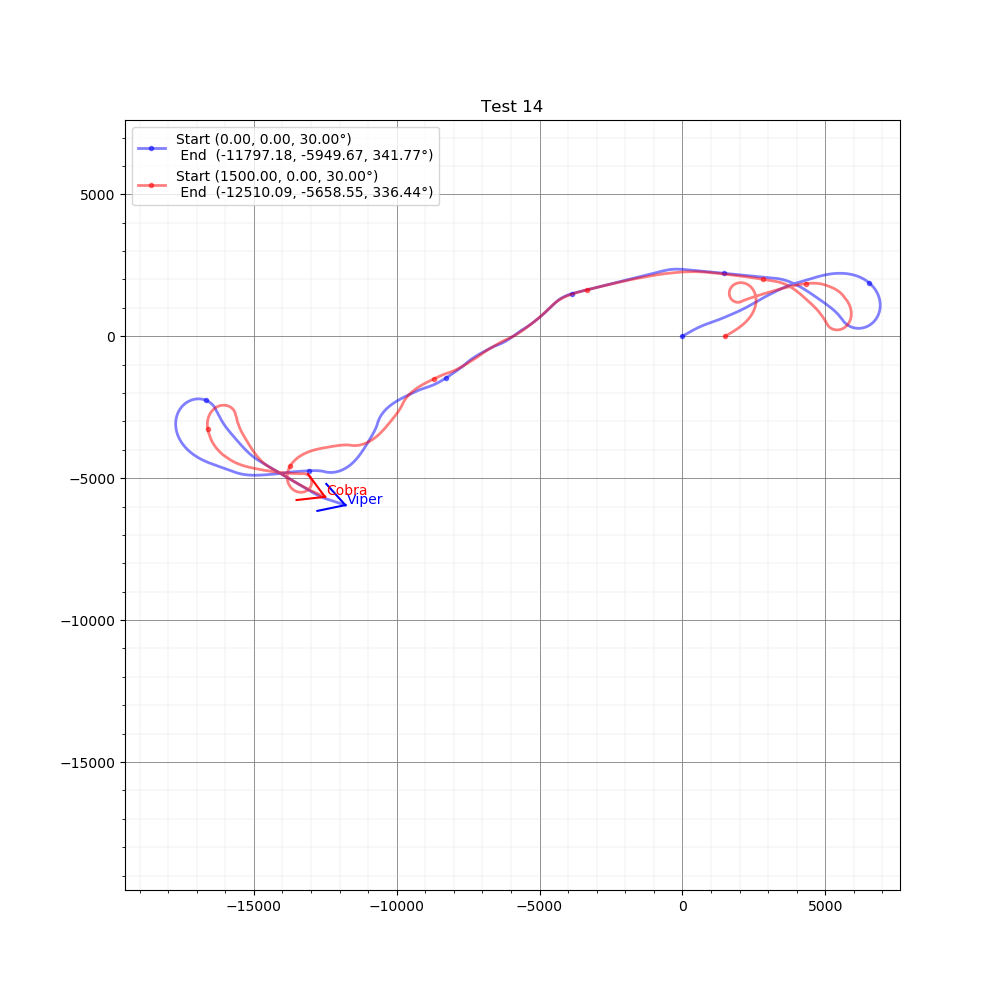 Test 14
Start (0.00, 0.00, 30.00°)
End  (-11797.18, -5949.67, 341.77°)
Start (1500.00, 0.00, 30.00°)
End  (-12510.09, -5658.55, 336.44°)
5000
0
−5000
−10000
−15000
Cobra
Viper
−15000
−10000
−5000
0
5000